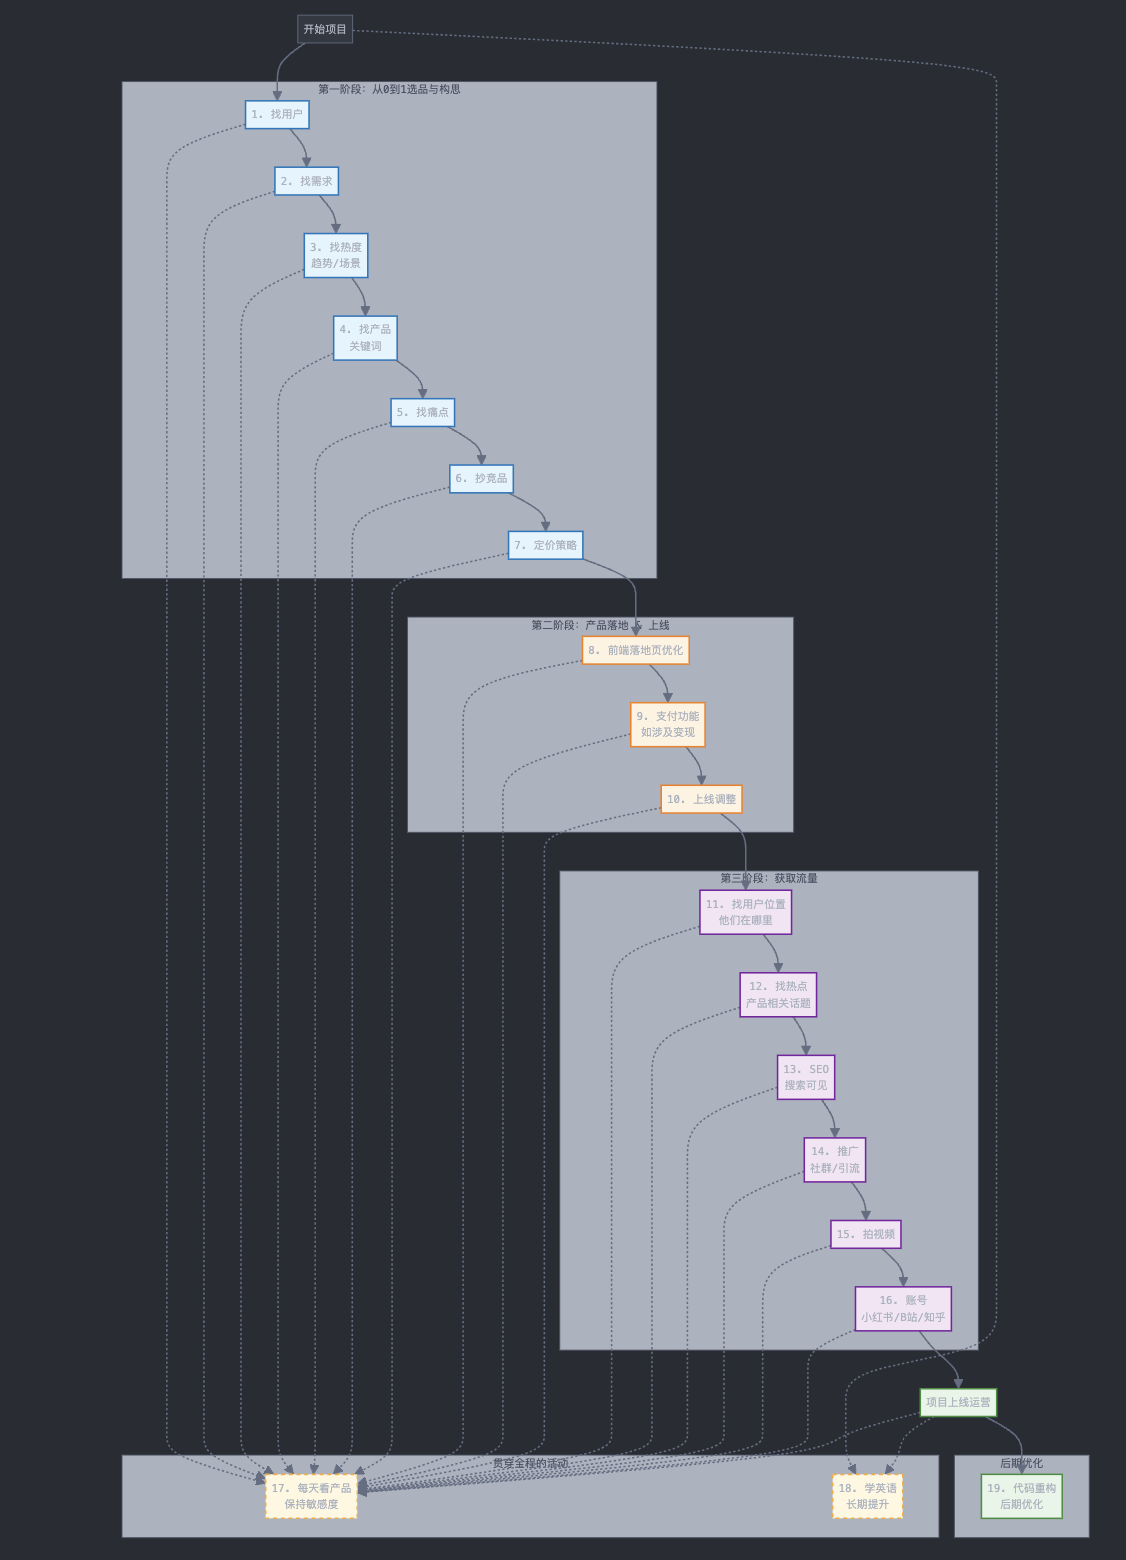 开始项目
第一阶段：从0到1选品与构思
1. 找用户
2. 找需求
3. 找热度
趋势/场景
4. 找产品
关键词
5. 找痛点
6. 抄竞品
7. 定价策略
第二阶段：产品落地 & 上线
8. 前端落地页优化
9. 支付功能
如涉及变现
10. 上线调整
第三阶段：获取流量
11. 找用户位置
他们在哪里
12. 找热点
产品相关话题
13. SEO
搜索可见
14. 推广
社群/引流
15. 拍视频
16. 账号
小红书/B站/知乎
项目上线运营
贯穿全程的活动
后期优化
17. 每天看产品
保持敏感度
18. 学英语
长期提升
19. 代码重构
后期优化